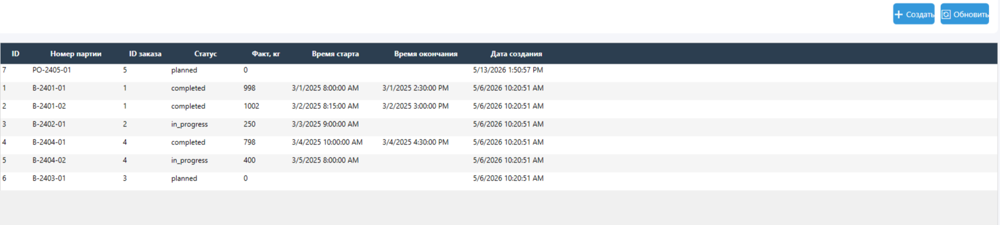 Создать Обновить
ID Номер партии ID заказа Статус Факт, кг Время старта Время окончания Дата создания
7 PO-2405-01 5 planned 0 5/13/2026 1:50:57 PM
1 B-2401-01 1 completed 998 3/1/2025 8:00:00 AM 3/1/2025 2:30:00 PM 5/6/2026 10:20:51 AM
2 B-2401-02 1 completed 1002 3/2/2025 8:15:00 AM 3/2/2025 3:00:00 PM 5/6/2026 10:20:51 AM
3 B-2402-01 2 in_progress 250 3/3/2025 9:00:00 AM 5/6/2026 10:20:51 AM
4 B-2404-01 4 completed 798 3/4/2025 10:00:00 AM 3/4/2025 4:30:00 PM 5/6/2026 10:20:51 AM
5 B-2404-02 4 in_progress 400 3/5/2025 8:00:00 AM 5/6/2026 10:20:51 AM
6 B-2403-01 3 planned 0 5/6/2026 10:20:51 AM